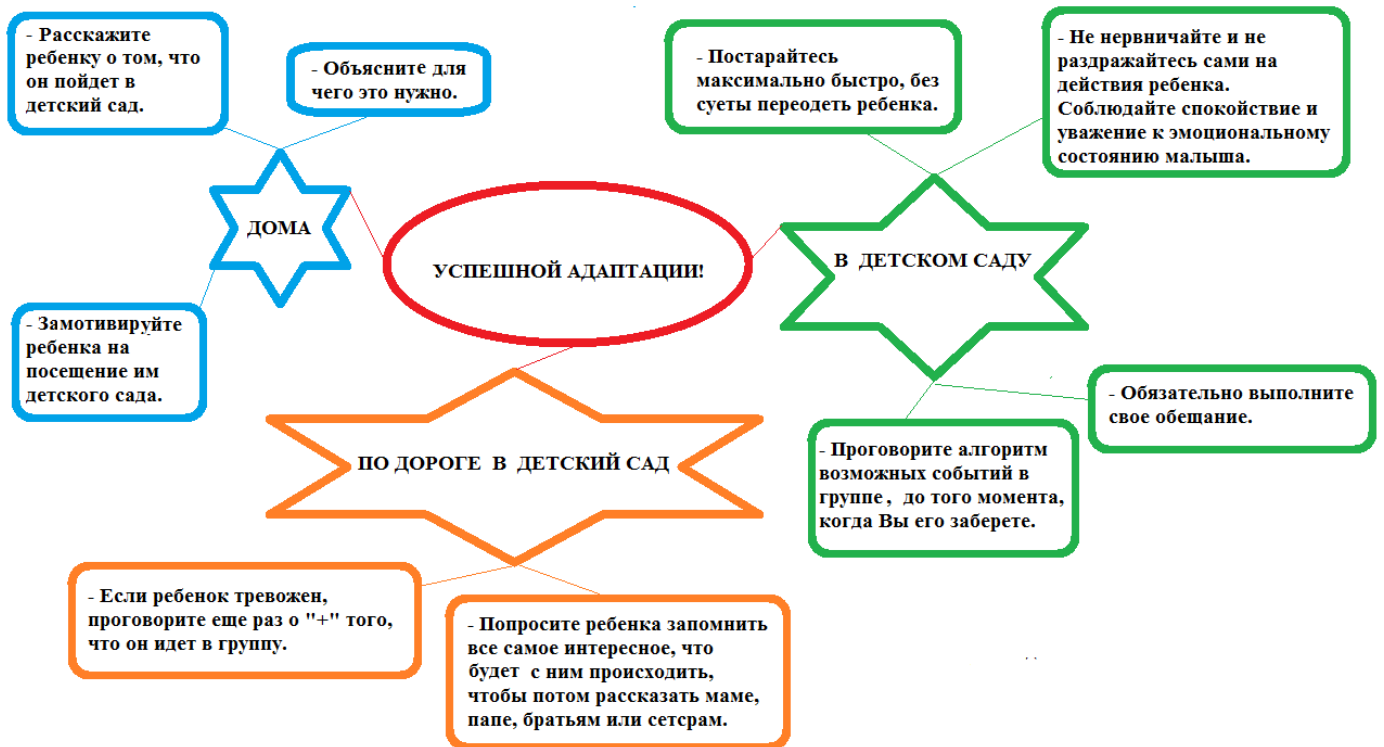 - Расскажите
ребенку о том, что
он пойдет в
детский сад.
- Объясните для
чего это нужно.
ДОМА
- Замотивируйте
ребенка на
посещение им
детского сада.
УСПЕШНОЙ АДАПТАЦИИ!
- Постарайтесь
максимально быстро, без
суеты переодеть ребенка.
- Не нервничайте и не
раздражайтесь сами на
действия ребенка.
Соблюдайте спокойствие и
уважение к эмоциональному
состоянию малыша.
В ДЕТСКОМ САДУ
- Обязательно выполните
свое обещание.
- Проговорите алгоритм
возможных событий в
группе , до того момента,
когда Вы его заберете.
ПО ДОРОГЕ В ДЕТСКИЙ САД
- Если ребенок тревожен,
проговорите еще раз о "+" того,
что он идет в группу.
- Попросите ребенка запомнить
все самое интересное, что
будет с ним происходить,
чтобы потом рассказать маме,
папе, братьям или сетсрам.